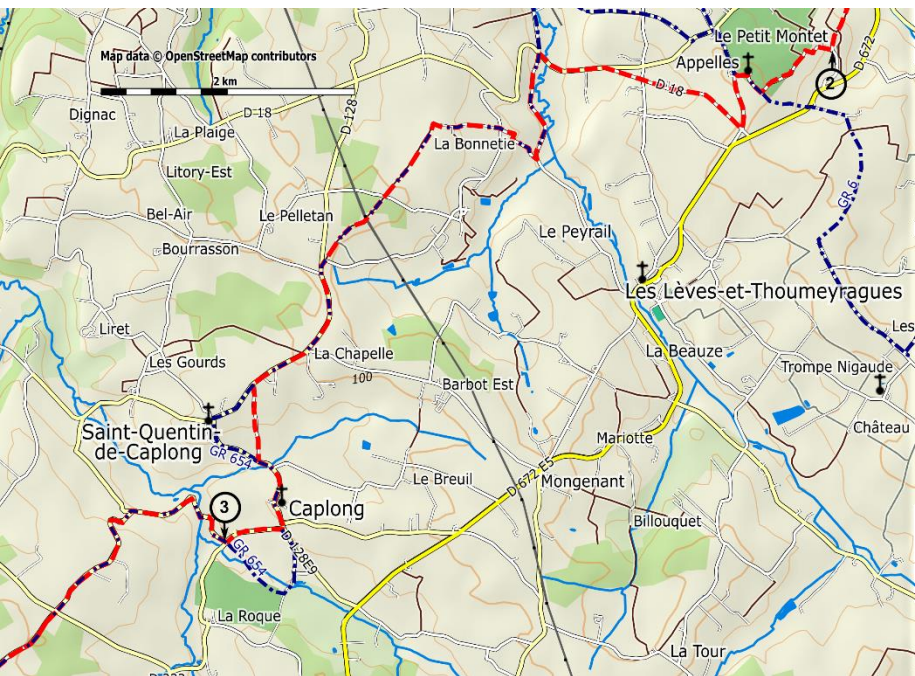 Le Petit Montet
Map data © OpenStreetMap contributors
Appelles
D 672
2 km
2
D 18
Dignac
D 18
D 128
La Plaige
La Bonnetie
Litory-Est
GR 6
Bel-Air
Le Pelletan
Le Peyrail
Bourrasson
Les Lèves-et-Thoumeyragues
Liret
Les
La Chapelle
La Beauze
Les Gourds
Trompe Nigaude
100
Barbot Est
Château
Saint-Quentin-
de-Caplong
Mariotte
GR 654
Le Breuil
D 672 E5
Mongenant
3
Caplong
Billouquet
D 128E9
GR 654
La Roque
La Tour